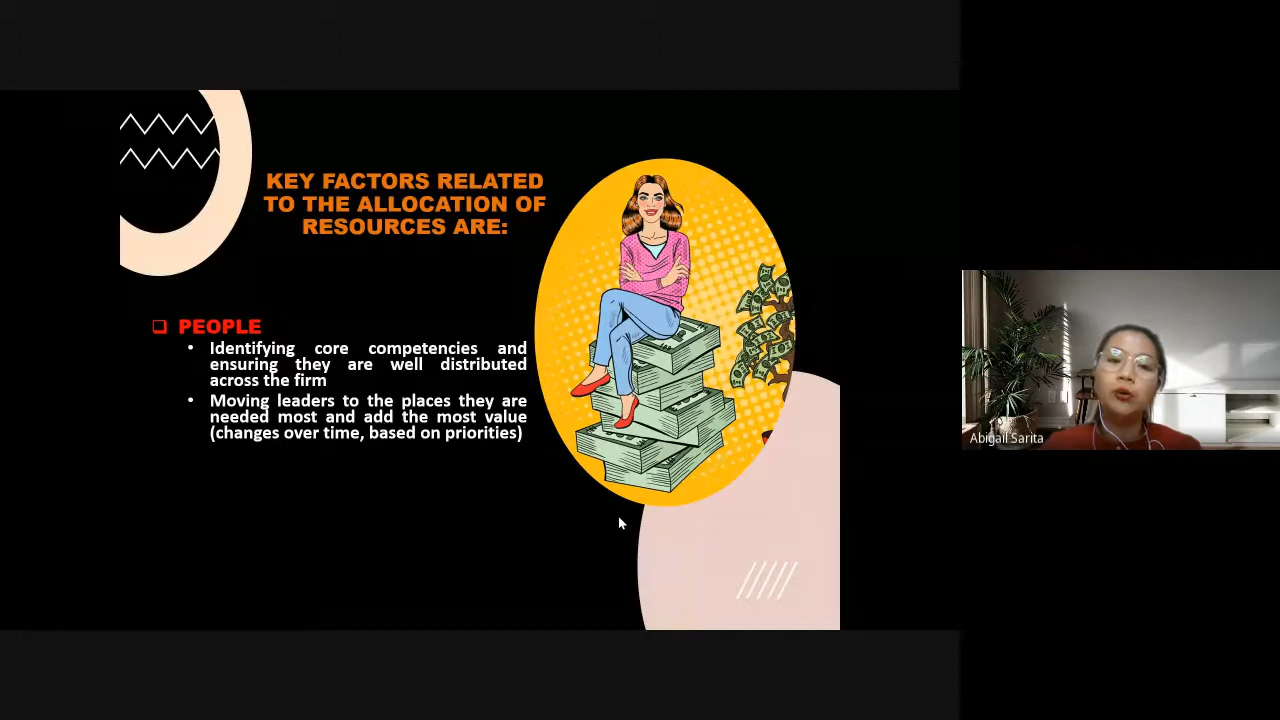 KEY FACTORS RELATED
TO THE ALLOCATION OF
RESOURCES ARE:
PEOPLE
• Identifying core competencies and
ensuring they are well distributed
across the firm
• Moving leaders to the places they are
needed most and add the most value
(changes over time, based on priorities)
Abigail Sarita